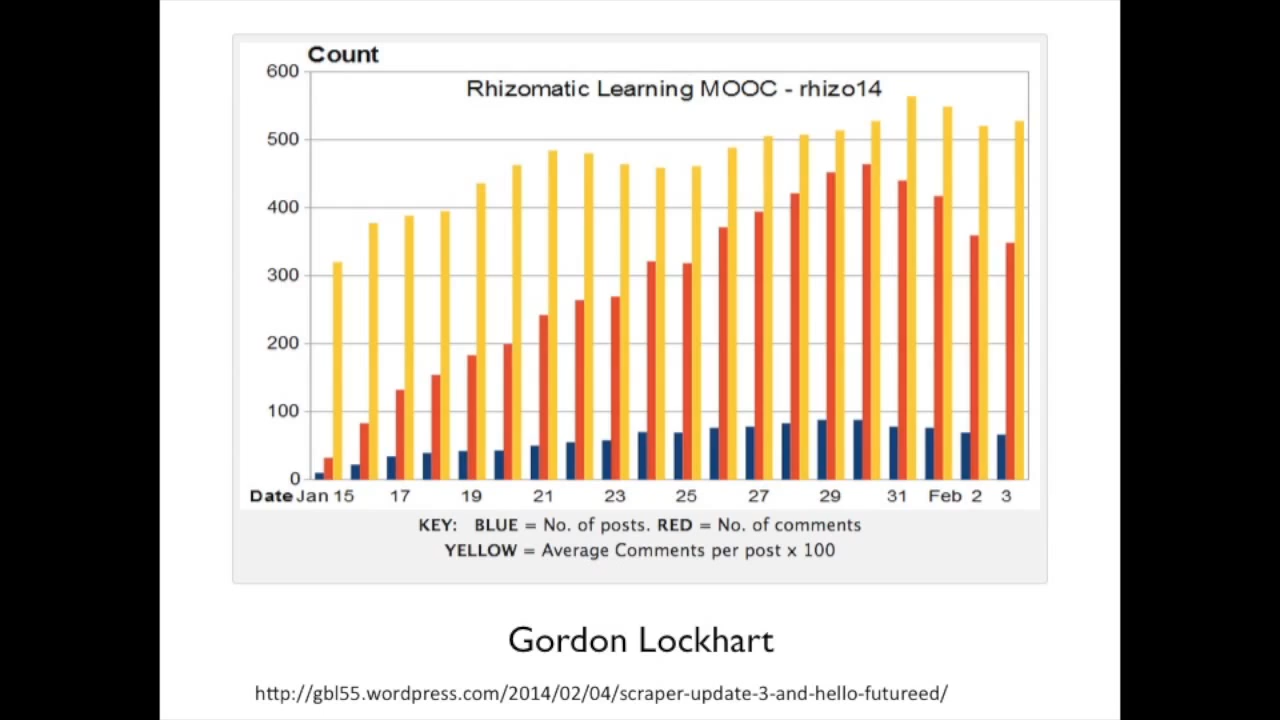 Count
600
Rhizomatic Learning MOOC - rhizo14
500
400
300
200
100
0
Date Jan 15 17 19 21 23 25 27 29 31 Feb 2 3
KEY: BLUE = No. of posts. RED = No. of comments
YELLOW = Average Comments per post x 100
Gordon Lockhart
http://gbl55.wordpress.com/2014/02/04/scraper-update-3-and-hello-futureed/